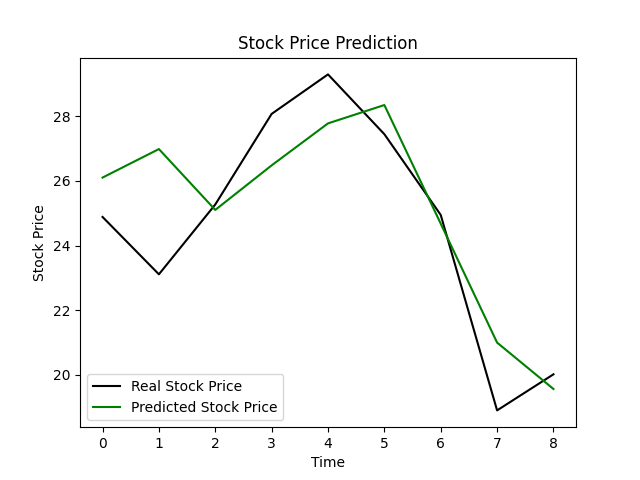 Stock Price Prediction
Stock Price
28
26
24
22
20
Real Stock Price
Predicted Stock Price
0 1 2 3 4 5 6 7 8
Time